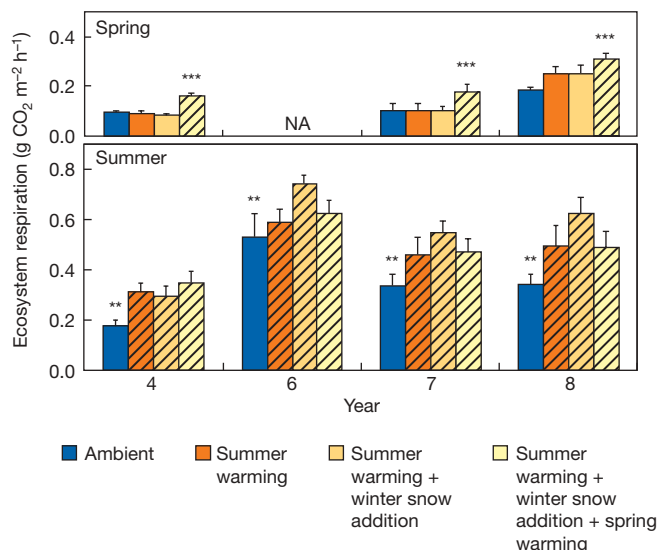 Ecosystem respiration (g CO₂ m⁻² h⁻¹)
Spring
0.4
0.2
0.0
***
NA
***
***
Summer
0.8
0.6
0.4
0.2
0.0
**
**
**
**
4 6 7 8
Year
Ambient
Summer
warming
Summer
warming +
winter snow
addition
Summer
warming +
winter snow
addition + spring
warming